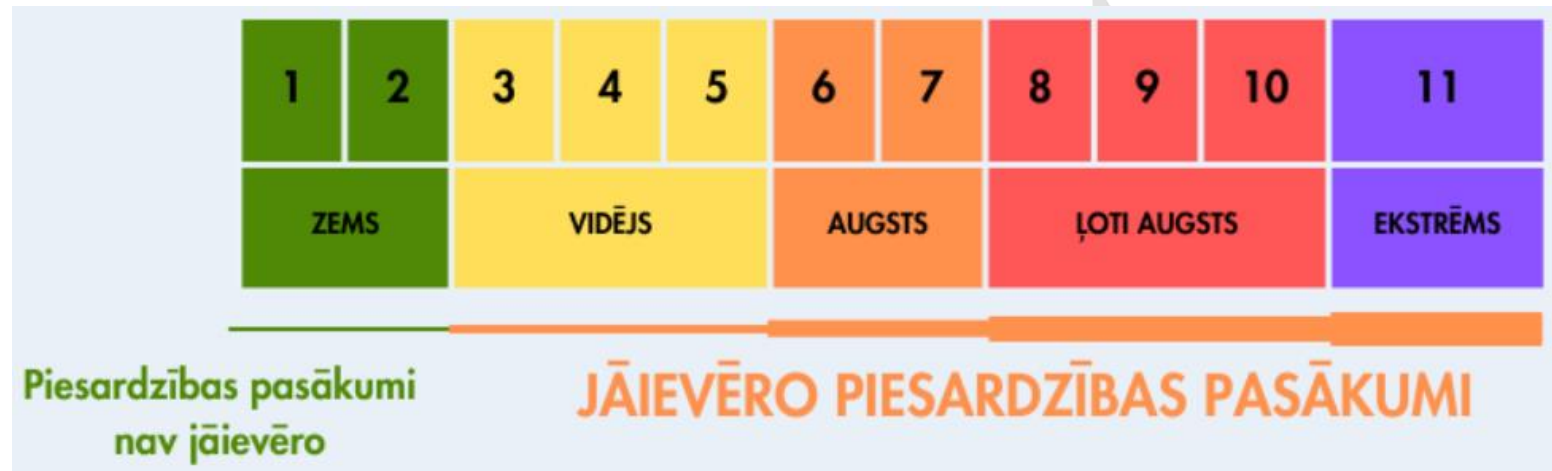 1 2 3 4 5 6 7 8 9 10 11
ZEMS VIDĒJS AUGSTS ĻOTI AUGSTS EKSTRĒMS
Piesardzības pasākumi
nav jāievēro
JĀIEVĒRO PIESARDZĪBAS PASĀKUMI